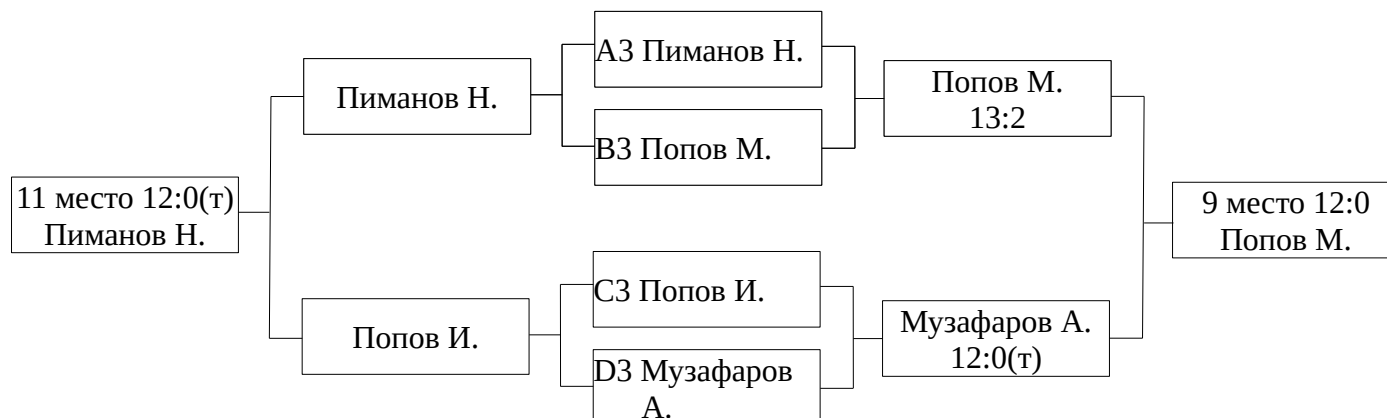 A3 Пиманов Н.
Пиманов Н.
Попов М.
13:2
B3 Попов М.
11 место 12:0(т)
Пиманов Н.
9 место 12:0
Попов М.
C3 Попов И.
Попов И.
Музафаров А.
12:0(т)
D3 Музафаров
А.